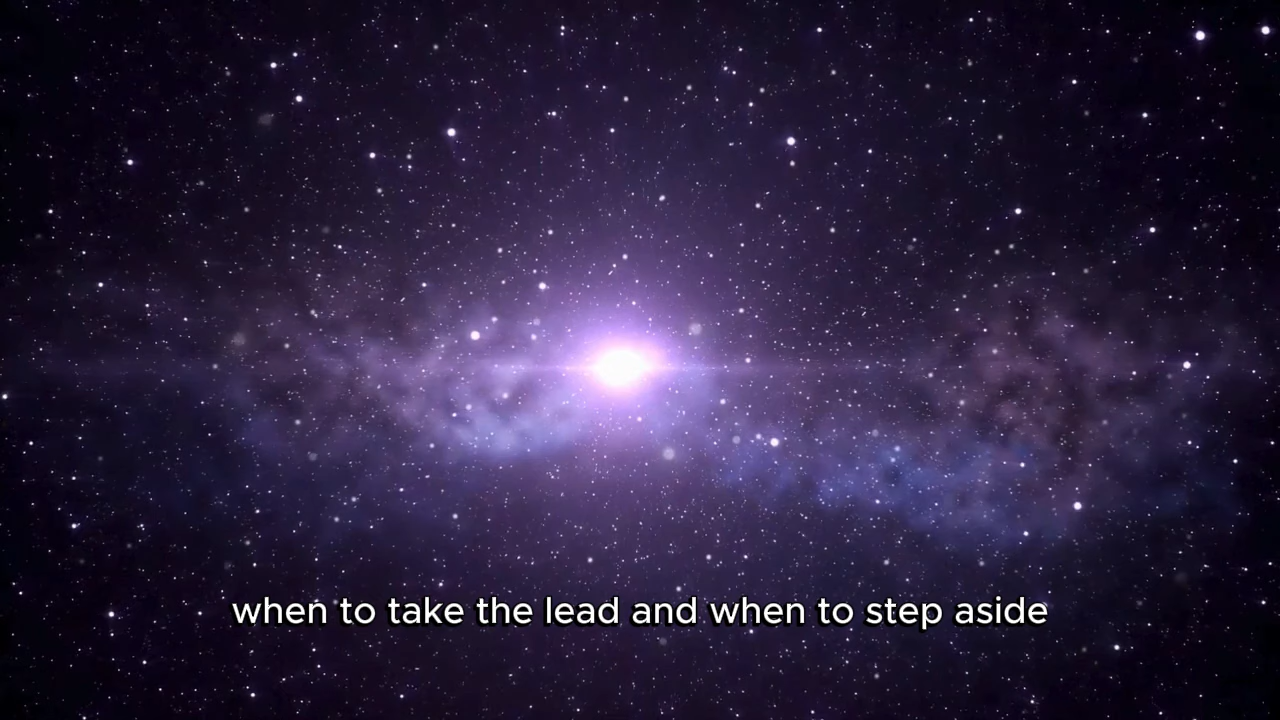 when to take the lead and when to step aside